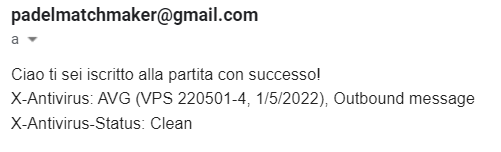 padelmatchmaker@gmail.com
a
Ciao ti sei iscritto alla partita con successo!
X-Antivirus: AVG (VPS 220501-4, 1/5/2022), Outbound message
X-Antivirus-Status: Clean